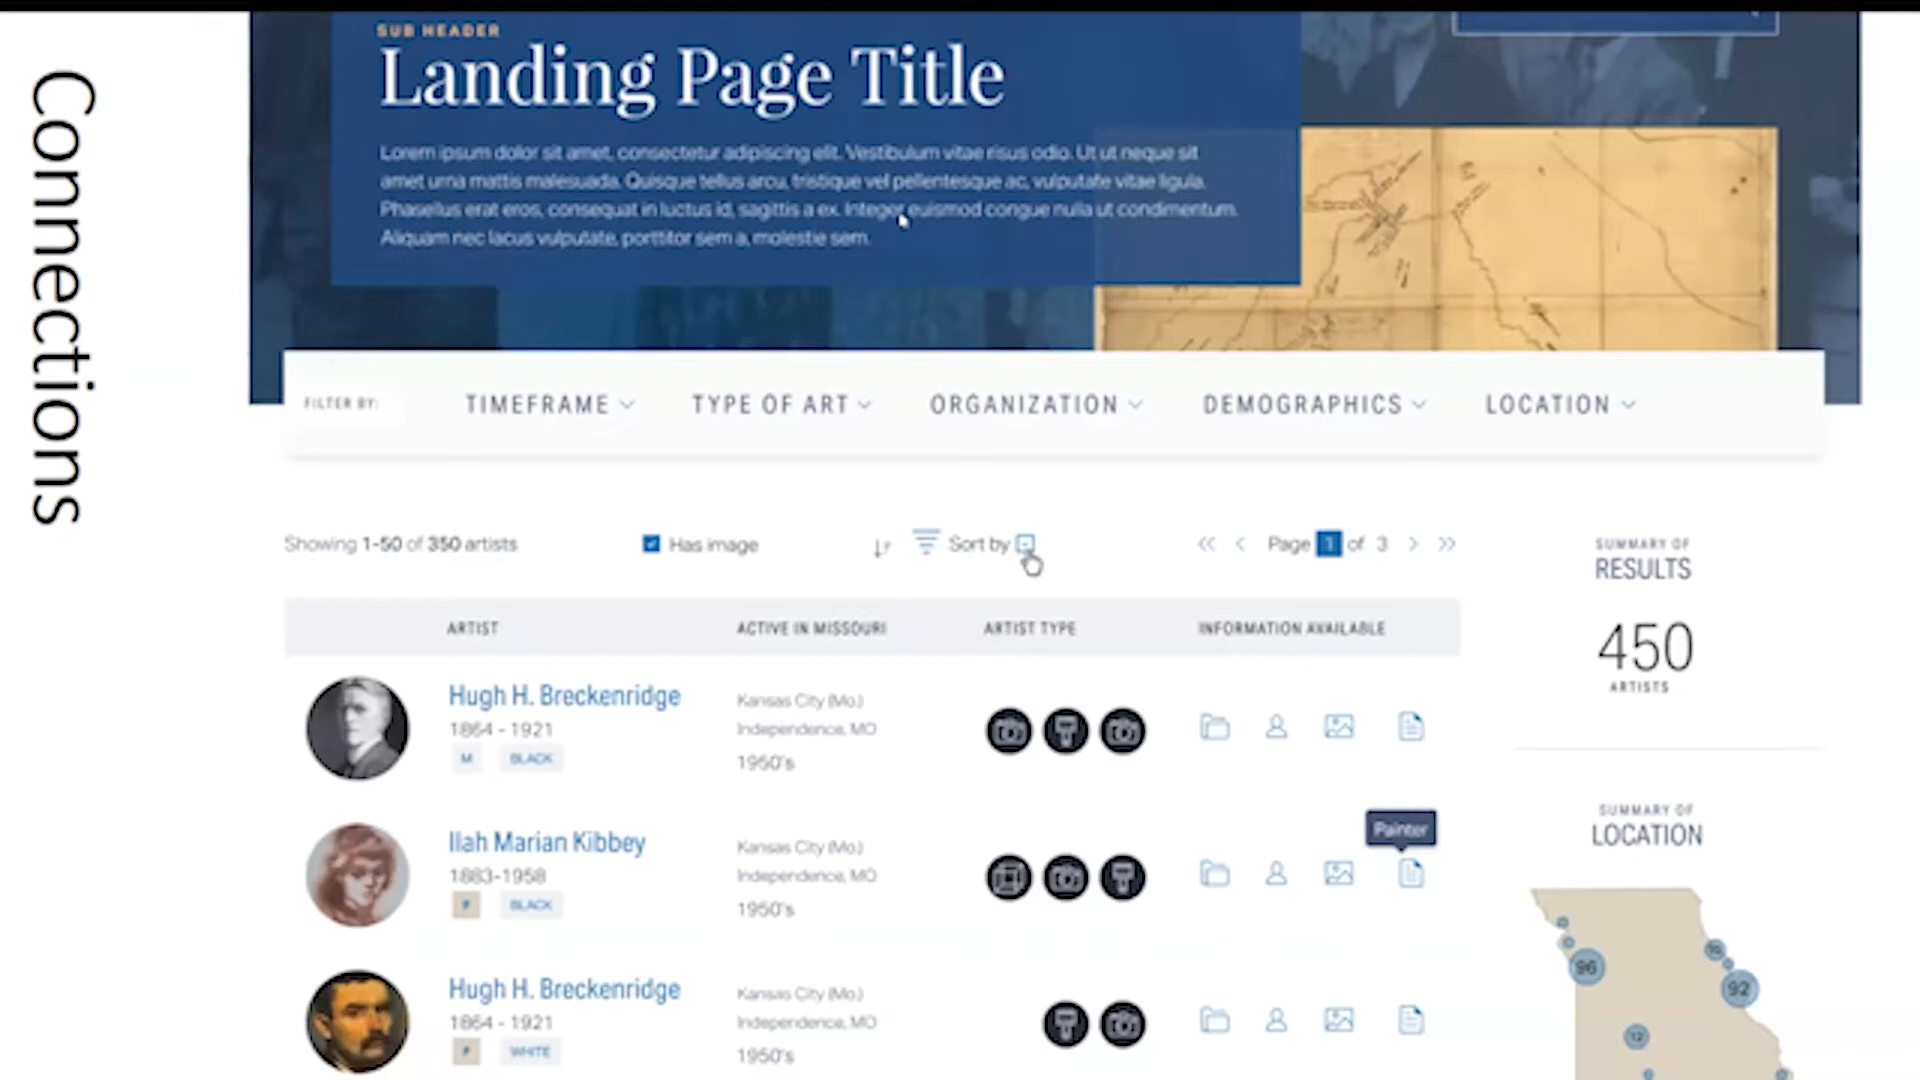 Connections
SUB HEADER
Landing Page Title
Lorem ipsum dolor sit amet, consectetur adipiscing elit. Vestibulum vitae risus odio. Ut ut neque sit
amet urna mattis malesuada. Quisque tellus arcu, tristique vel pellentesque ac, vulputate vitae ligula.
Phasellus erat eros, consequat in luctus id, sagittis a ex. Integer euismod congue nulla ut condimentum.
Aliquam nec lacus vulputate, porttitor sem a, molestie sem.
FILTER BY: TIMEFRAME TYPE OF ART ORGANIZATION DEMOGRAPHICS LOCATION
Showing 1-50 of 350 artists Has image Sort by Page 1 of 3
ARTIST ACTIVE IN MISSOURI ARTIST TYPE INFORMATION AVAILABLE
Hugh H. Breckenridge
1864 - 1921
M BLACK
Kansas City (Mo.)
Independence, MO
1950's
Ilah Marian Kibbey
1883-1958
F BLACK
Kansas City (Mo.)
Independence, MO
1950's
Painter
Hugh H. Breckenridge
1864 - 1921
F WHITE
Kansas City (Mo.)
Independence, MO
1950's
SUMMARY OF
RESULTS
450
ARTISTS
SUMMARY OF
LOCATION
96
92
12